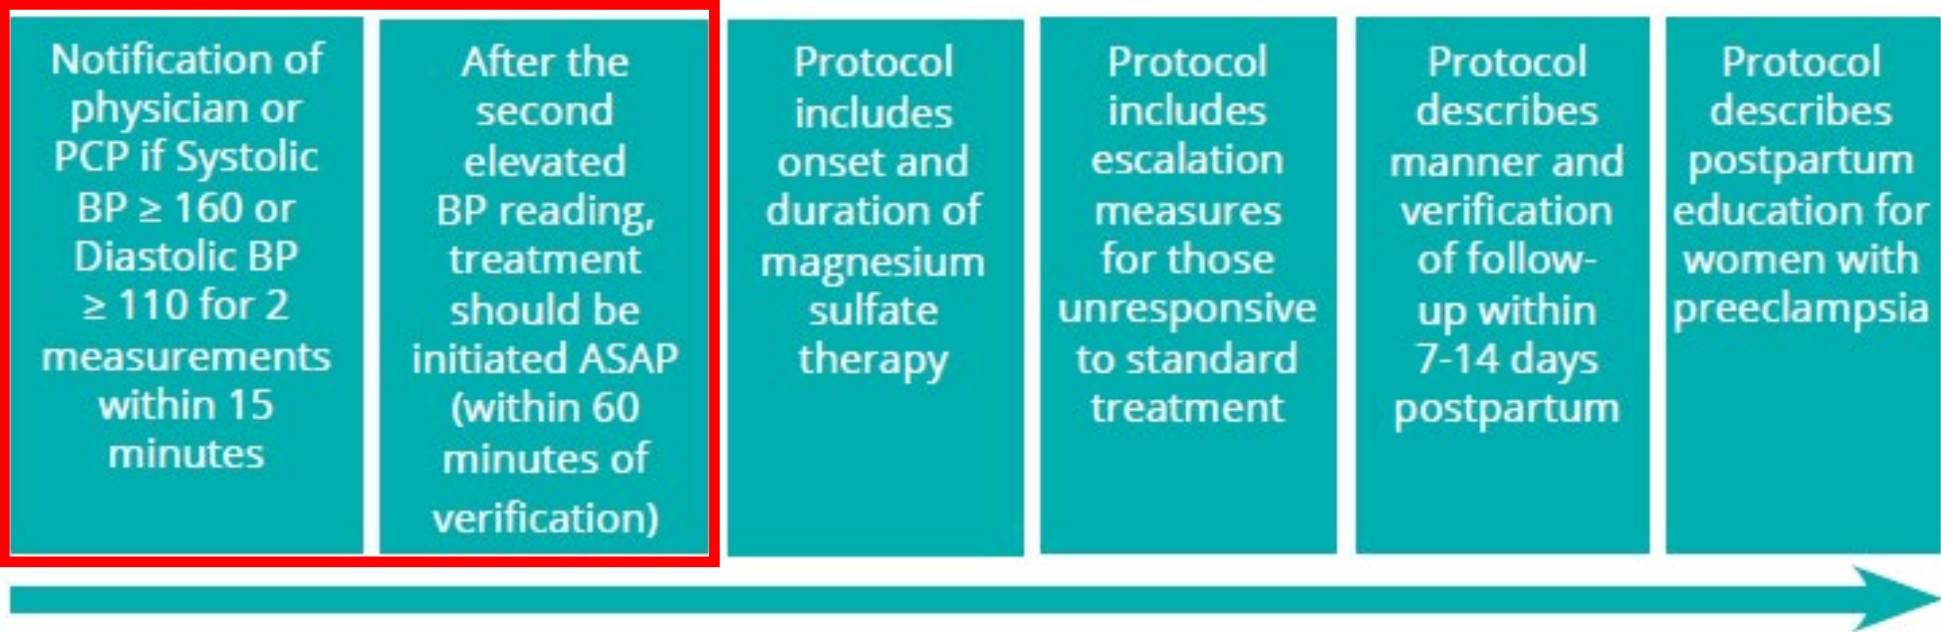 Notification of
physician or
PCP if Systolic
BP ≥ 160 or
Diastolic BP
≥ 110 for 2
measurements
within 15
minutes
After the
second
elevated
BP reading,
treatment
should be
initiated ASAP
(within 60
minutes of
verification)
Protocol
includes
onset and
duration of
magnesium
sulfate
therapy
Protocol
includes
escalation
measures
for those
unresponsive
to standard
treatment
Protocol
describes
manner and
verification
of follow-
up within
7-14 days
postpartum
Protocol
describes
postpartum
education for
women with
preeclampsia